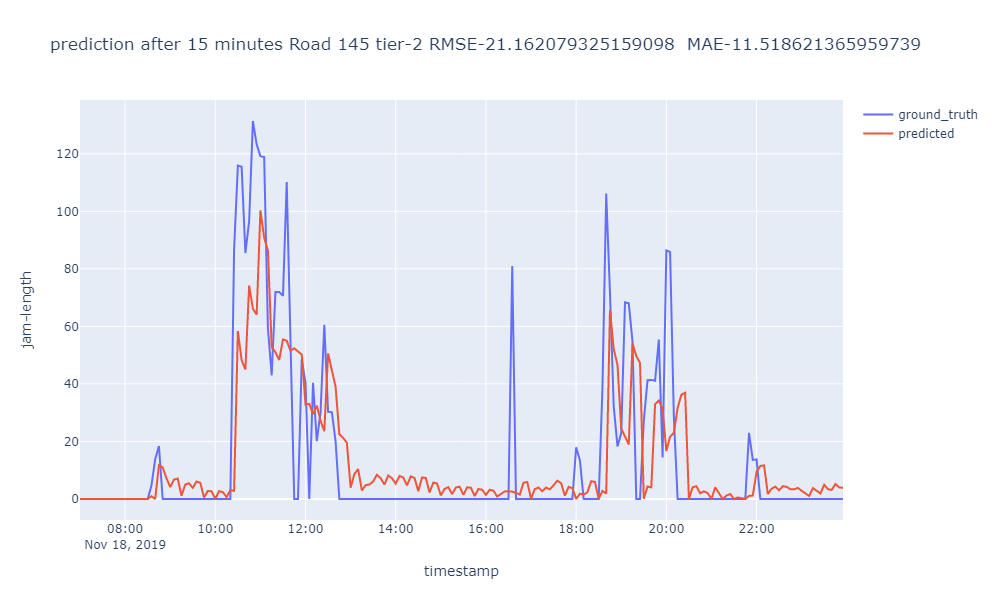 prediction after 15 minutes Road 145 tier-2 RMSE-21.162079325159098  MAE-11.518621365959739
ground_truth
predicted
120
100
80
60
40
20
0
jam-length
08:00 10:00 12:00 14:00 16:00 18:00 20:00 22:00
Nov 18, 2019
timestamp